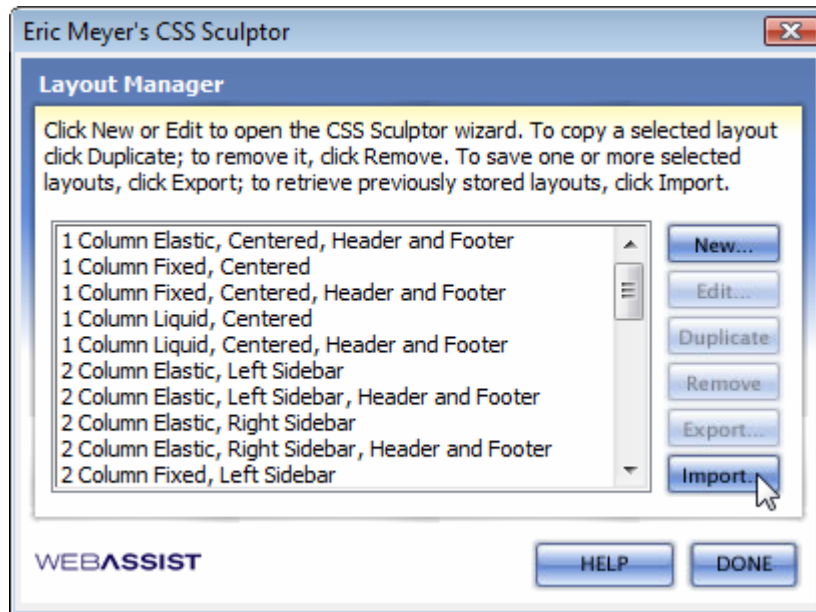 Eric Meyer's CSS Sculptor
Layout Manager
Click New or Edit to open the CSS Sculptor wizard. To copy a selected layout
click Duplicate; to remove it, click Remove. To save one or more selected
layouts, click Export; to retrieve previously stored layouts, click Import.
1 Column Elastic, Centered, Header and Footer
1 Column Fixed, Centered
1 Column Fixed, Centered, Header and Footer
1 Column Liquid, Centered
1 Column Liquid, Centered, Header and Footer
2 Column Elastic, Left Sidebar
2 Column Elastic, Left Sidebar, Header and Footer
2 Column Elastic, Right Sidebar
2 Column Elastic, Right Sidebar, Header and Footer
2 Column Fixed, Left Sidebar
New...
Edit...
Duplicate
Remove
Export...
Import...
WEBASSIST
HELP
DONE